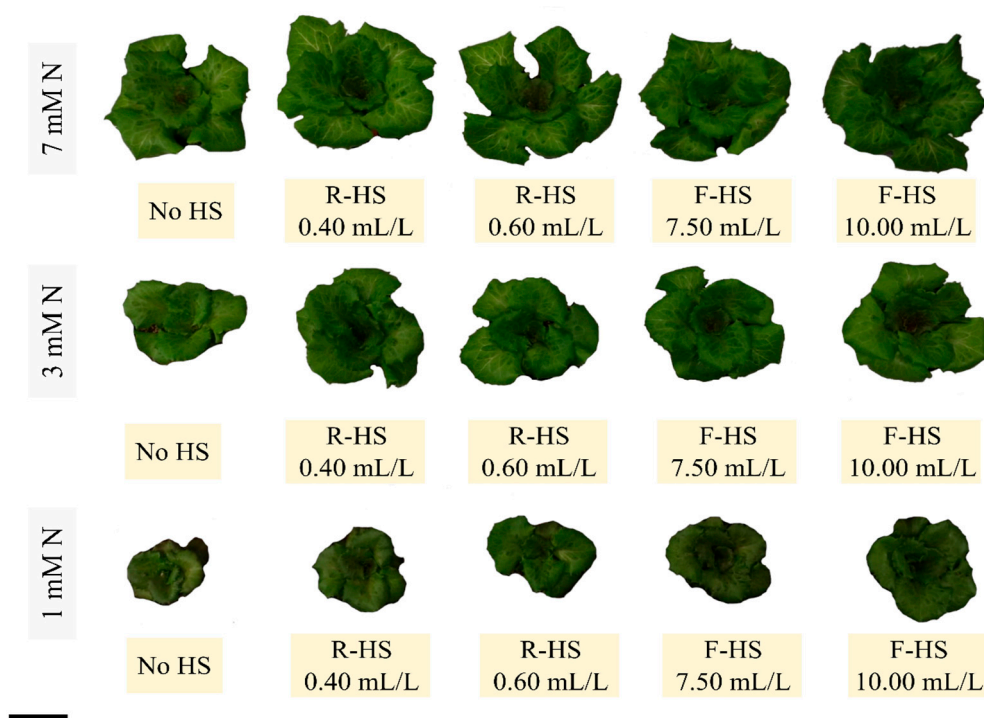 7 mM N
No HS
R-HS
0.40 mL/L
R-HS
0.60 mL/L
F-HS
7.50 mL/L
F-HS
10.00 mL/L
3 mM N
No HS
R-HS
0.40 mL/L
R-HS
0.60 mL/L
F-HS
7.50 mL/L
F-HS
10.00 mL/L
1 mM N
No HS
R-HS
0.40 mL/L
R-HS
0.60 mL/L
F-HS
7.50 mL/L
F-HS
10.00 mL/L